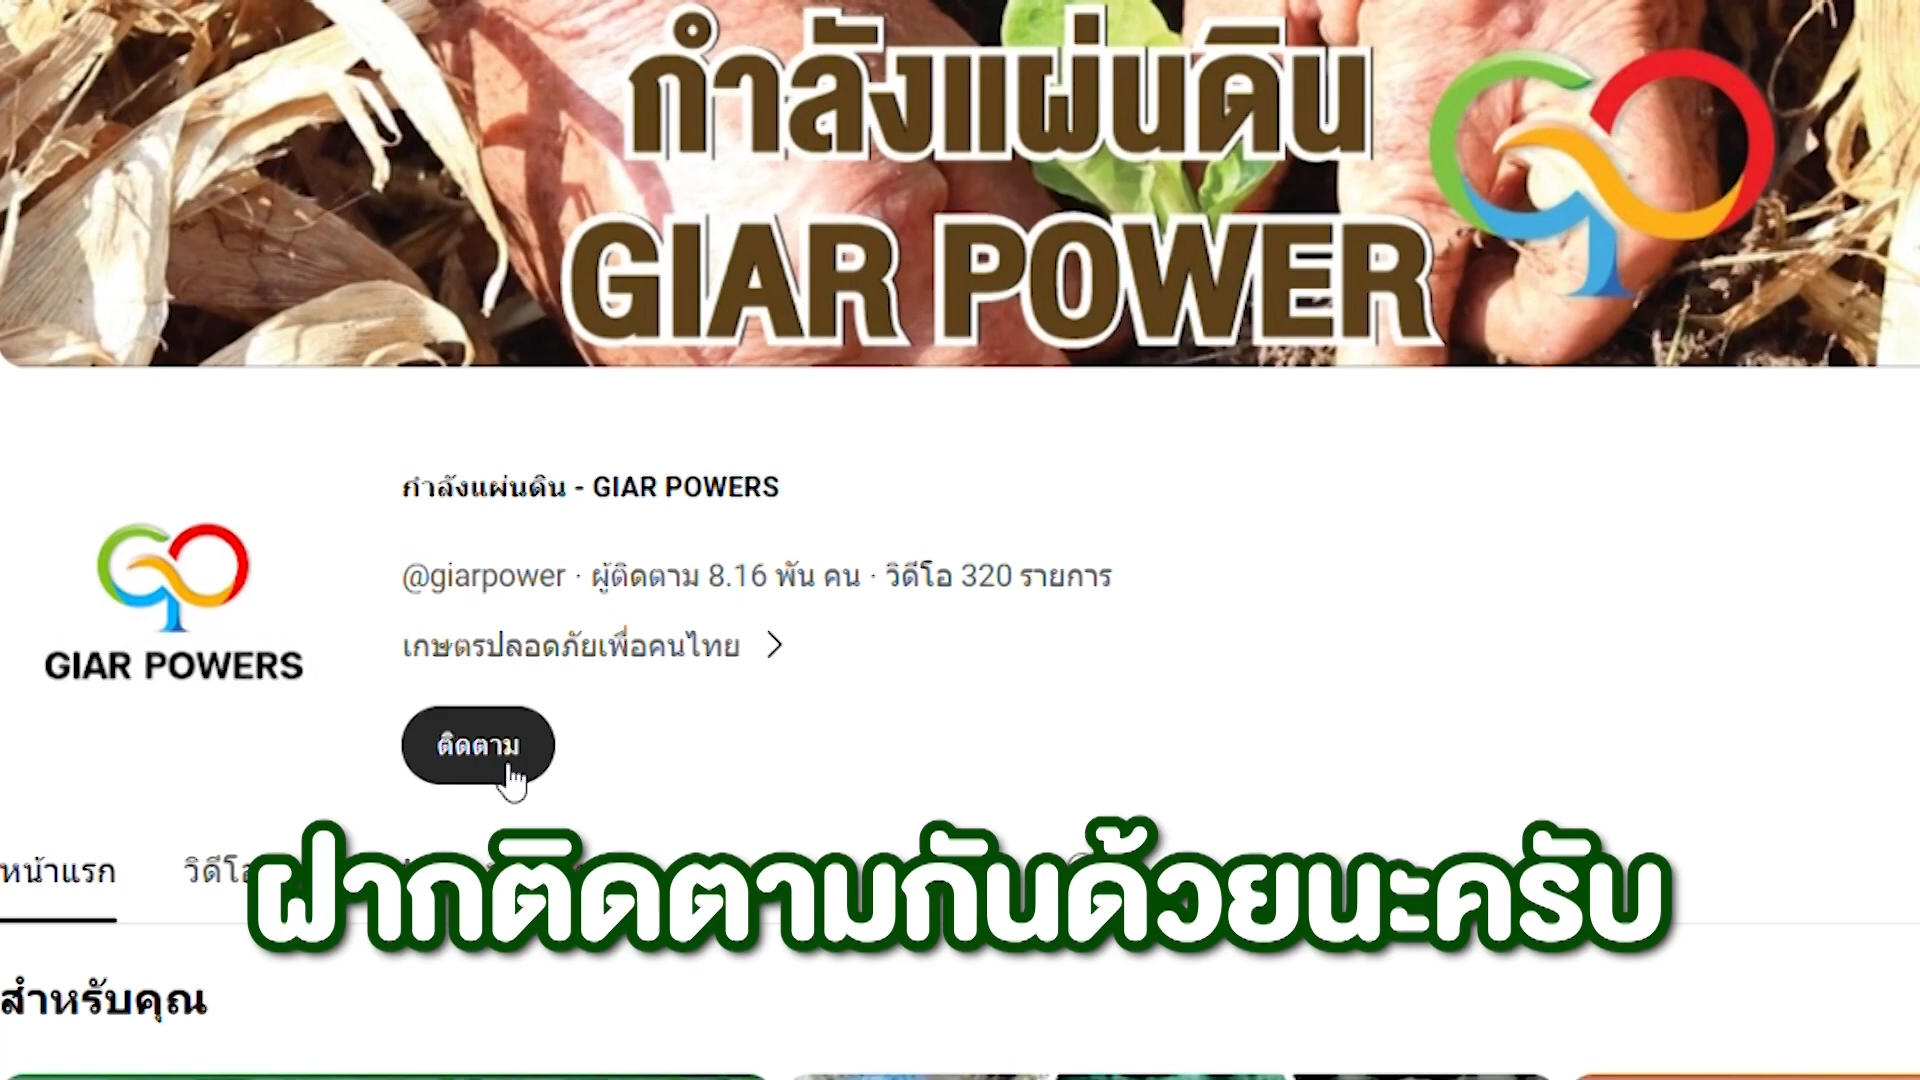 กำลังแผ่นดิน
GIAR POWER
กำลังแผ่นดิน - GIAR POWERS
@giarpower · ผู้ติดตาม 8.16 พัน คน · วิดีโอ 320 รายการ
GIAR POWERS
เกษตรปลอดภัยเพื่อคนไทย
ติดตาม
หน้าแรก
ฝากติดตามกันด้วยนะครับ
สำหรับคุณ